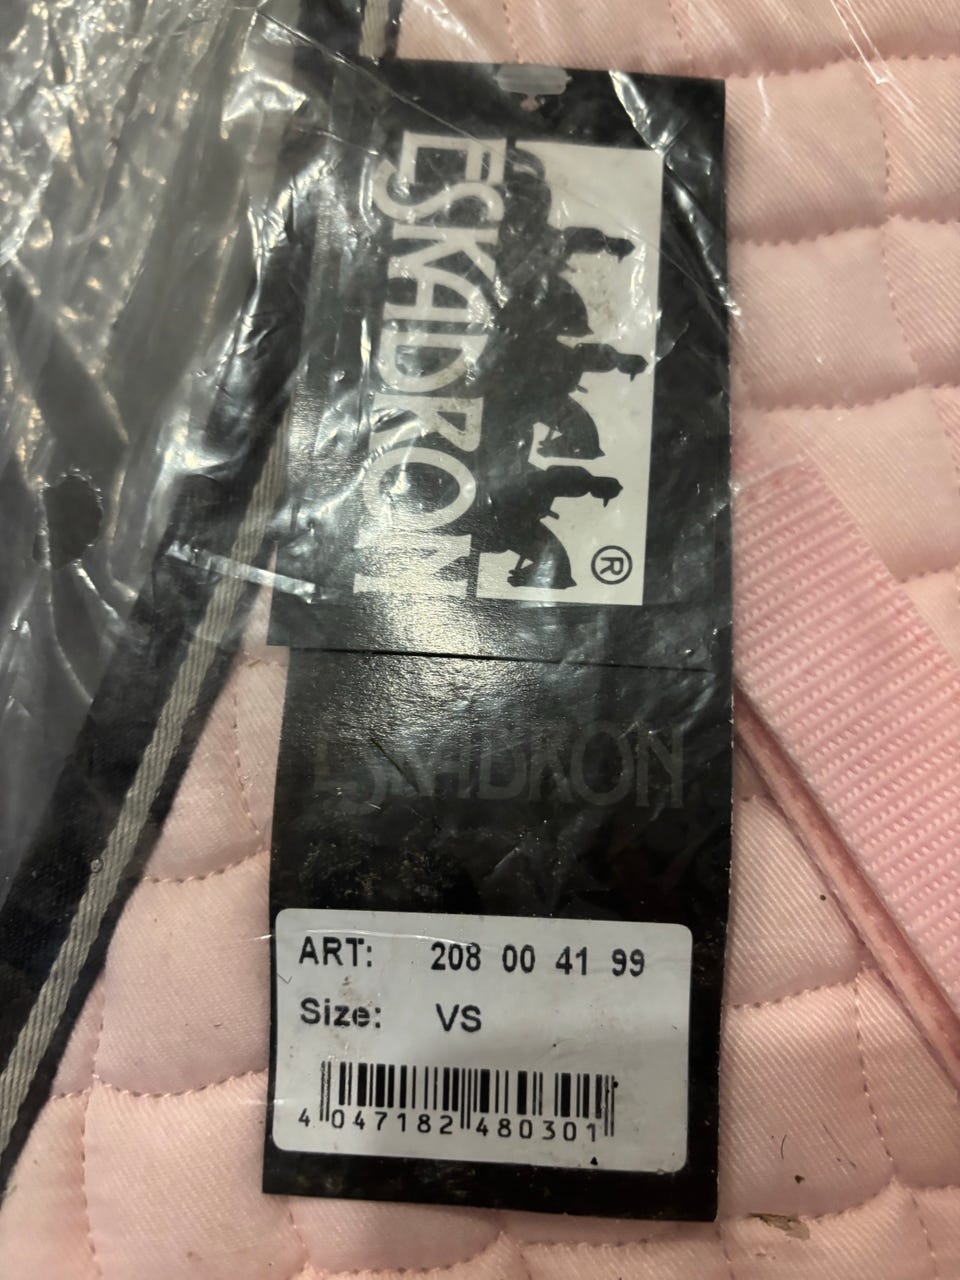 ESKADRON
®
ESKADRON
ART: 208 00 41 99
Size: VS
4 047182 480301